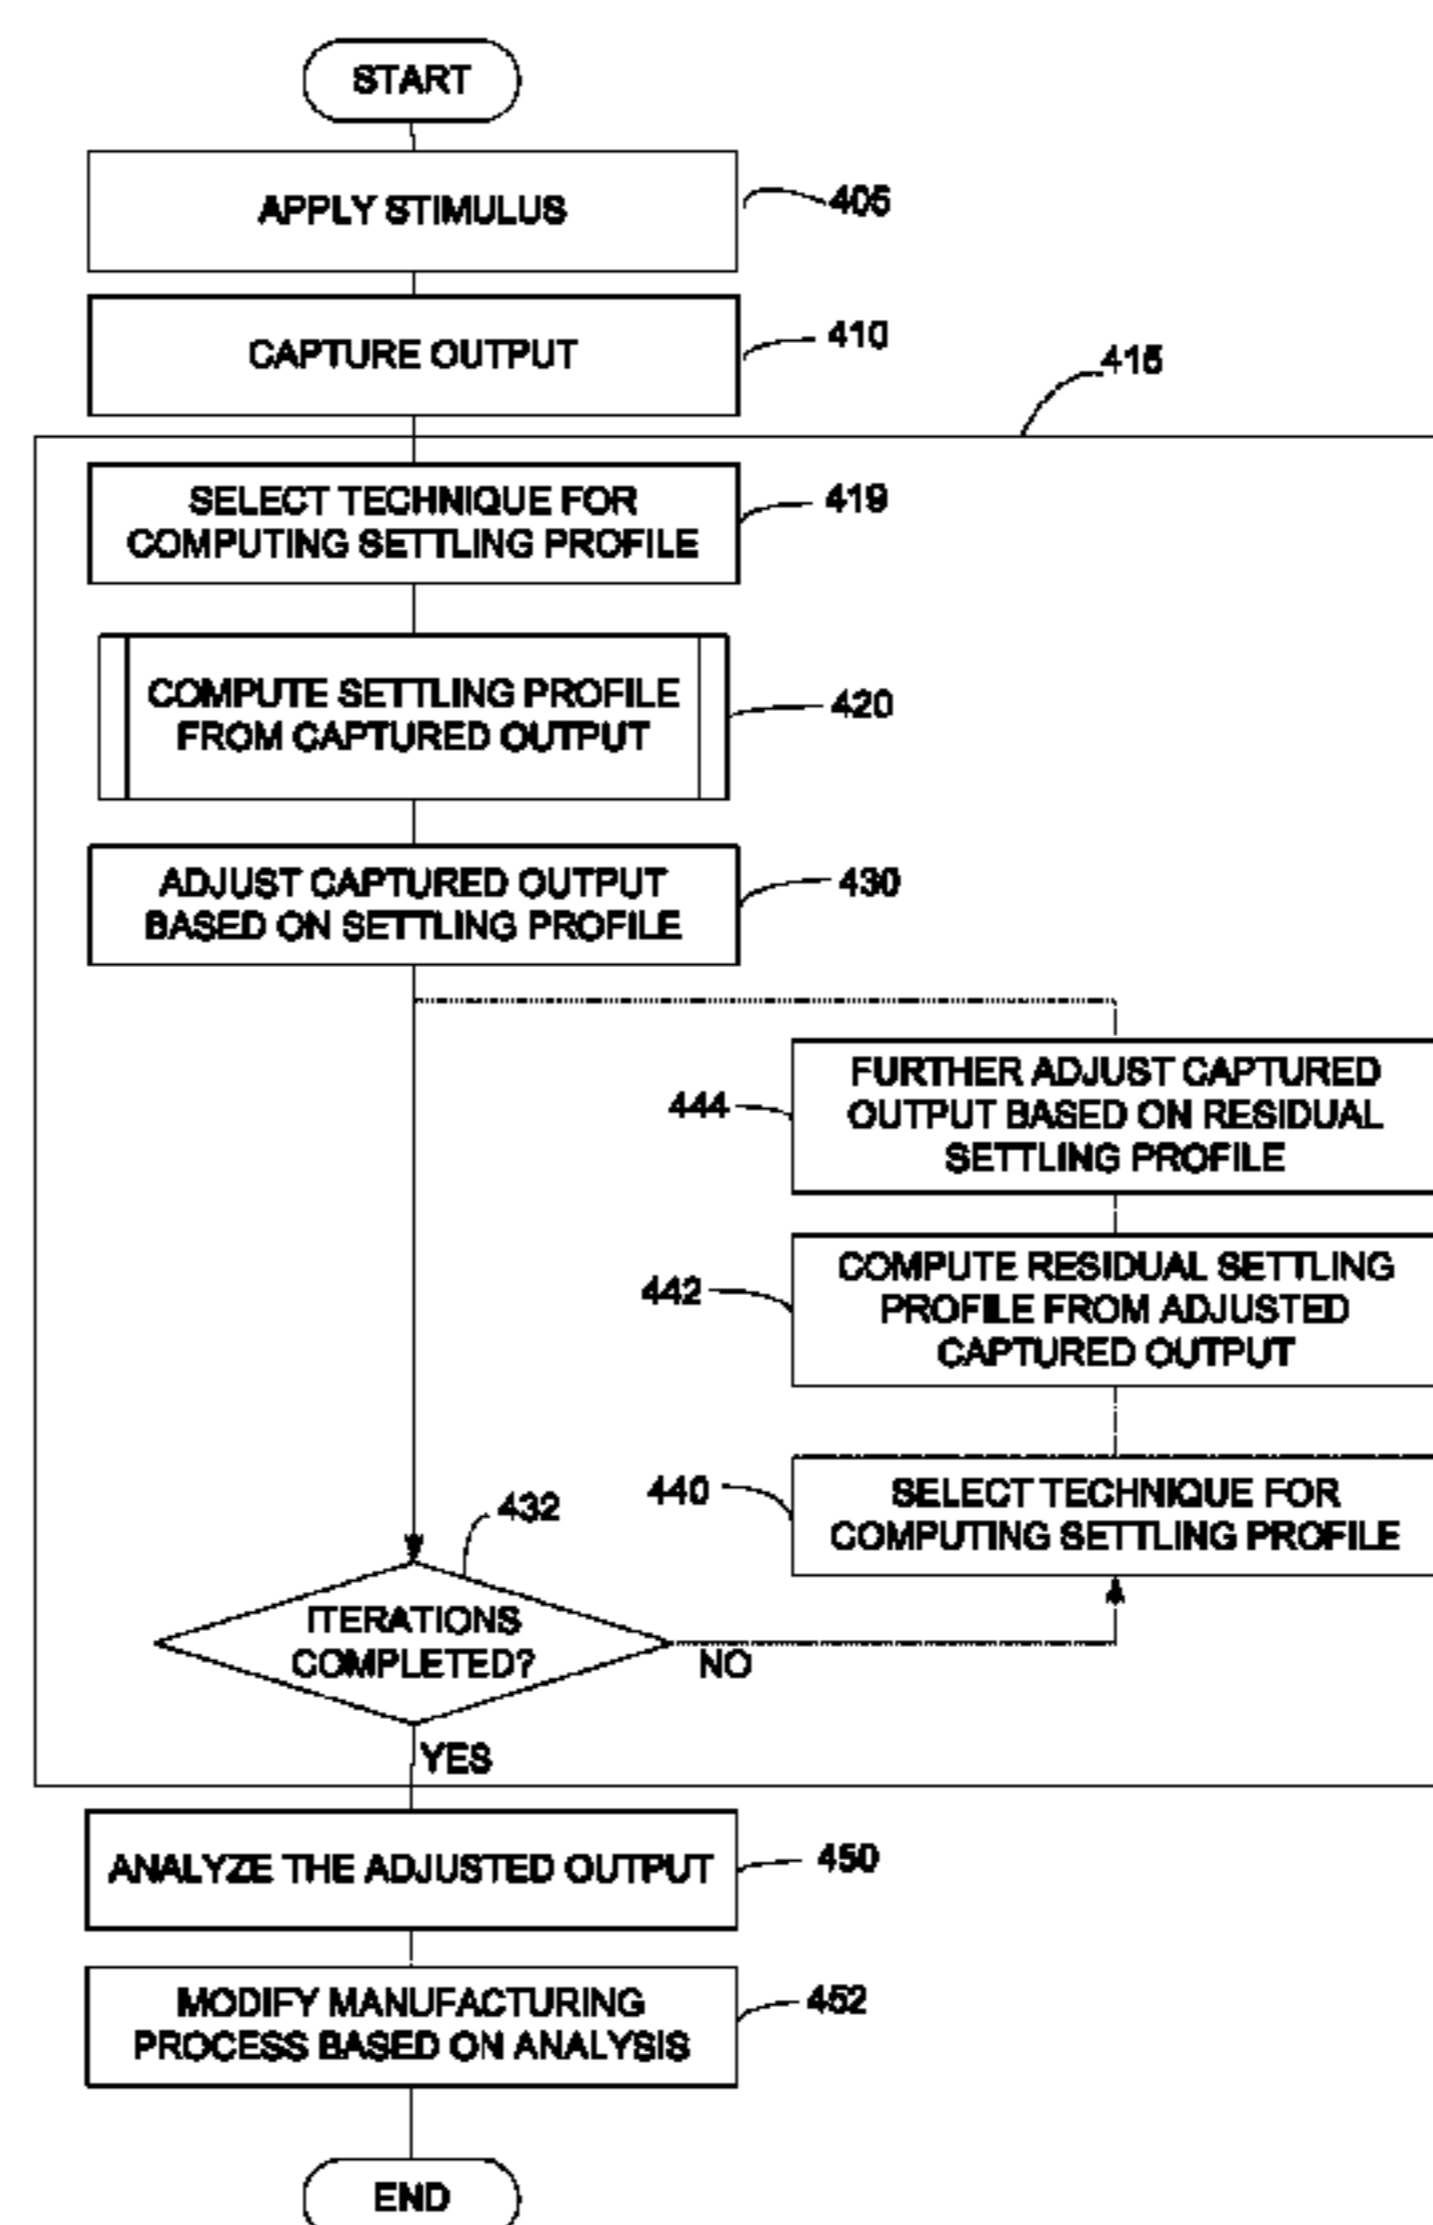 START
APPLY STIMULUS
405
CAPTURE OUTPUT
410
415
SELECT TECHNIQUE FOR
COMPUTING SETTLING PROFILE
419
COMPUTE SETTLING PROFILE
FROM CAPTURED OUTPUT
420
ADJUST CAPTURED OUTPUT
BASED ON SETTLING PROFILE
430
FURTHER ADJUST CAPTURED
OUTPUT BASED ON RESIDUAL
SETTLING PROFILE
444
COMPUTE RESIDUAL SETTLING
PROFILE FROM ADJUSTED
CAPTURED OUTPUT
442
SELECT TECHNIQUE FOR
COMPUTING SETTLING PROFILE
440
432
ITERATIONS
COMPLETED?
NO
YES
ANALYZE THE ADJUSTED OUTPUT
450
MODIFY MANUFACTURING
PROCESS BASED ON ANALYSIS
452
END